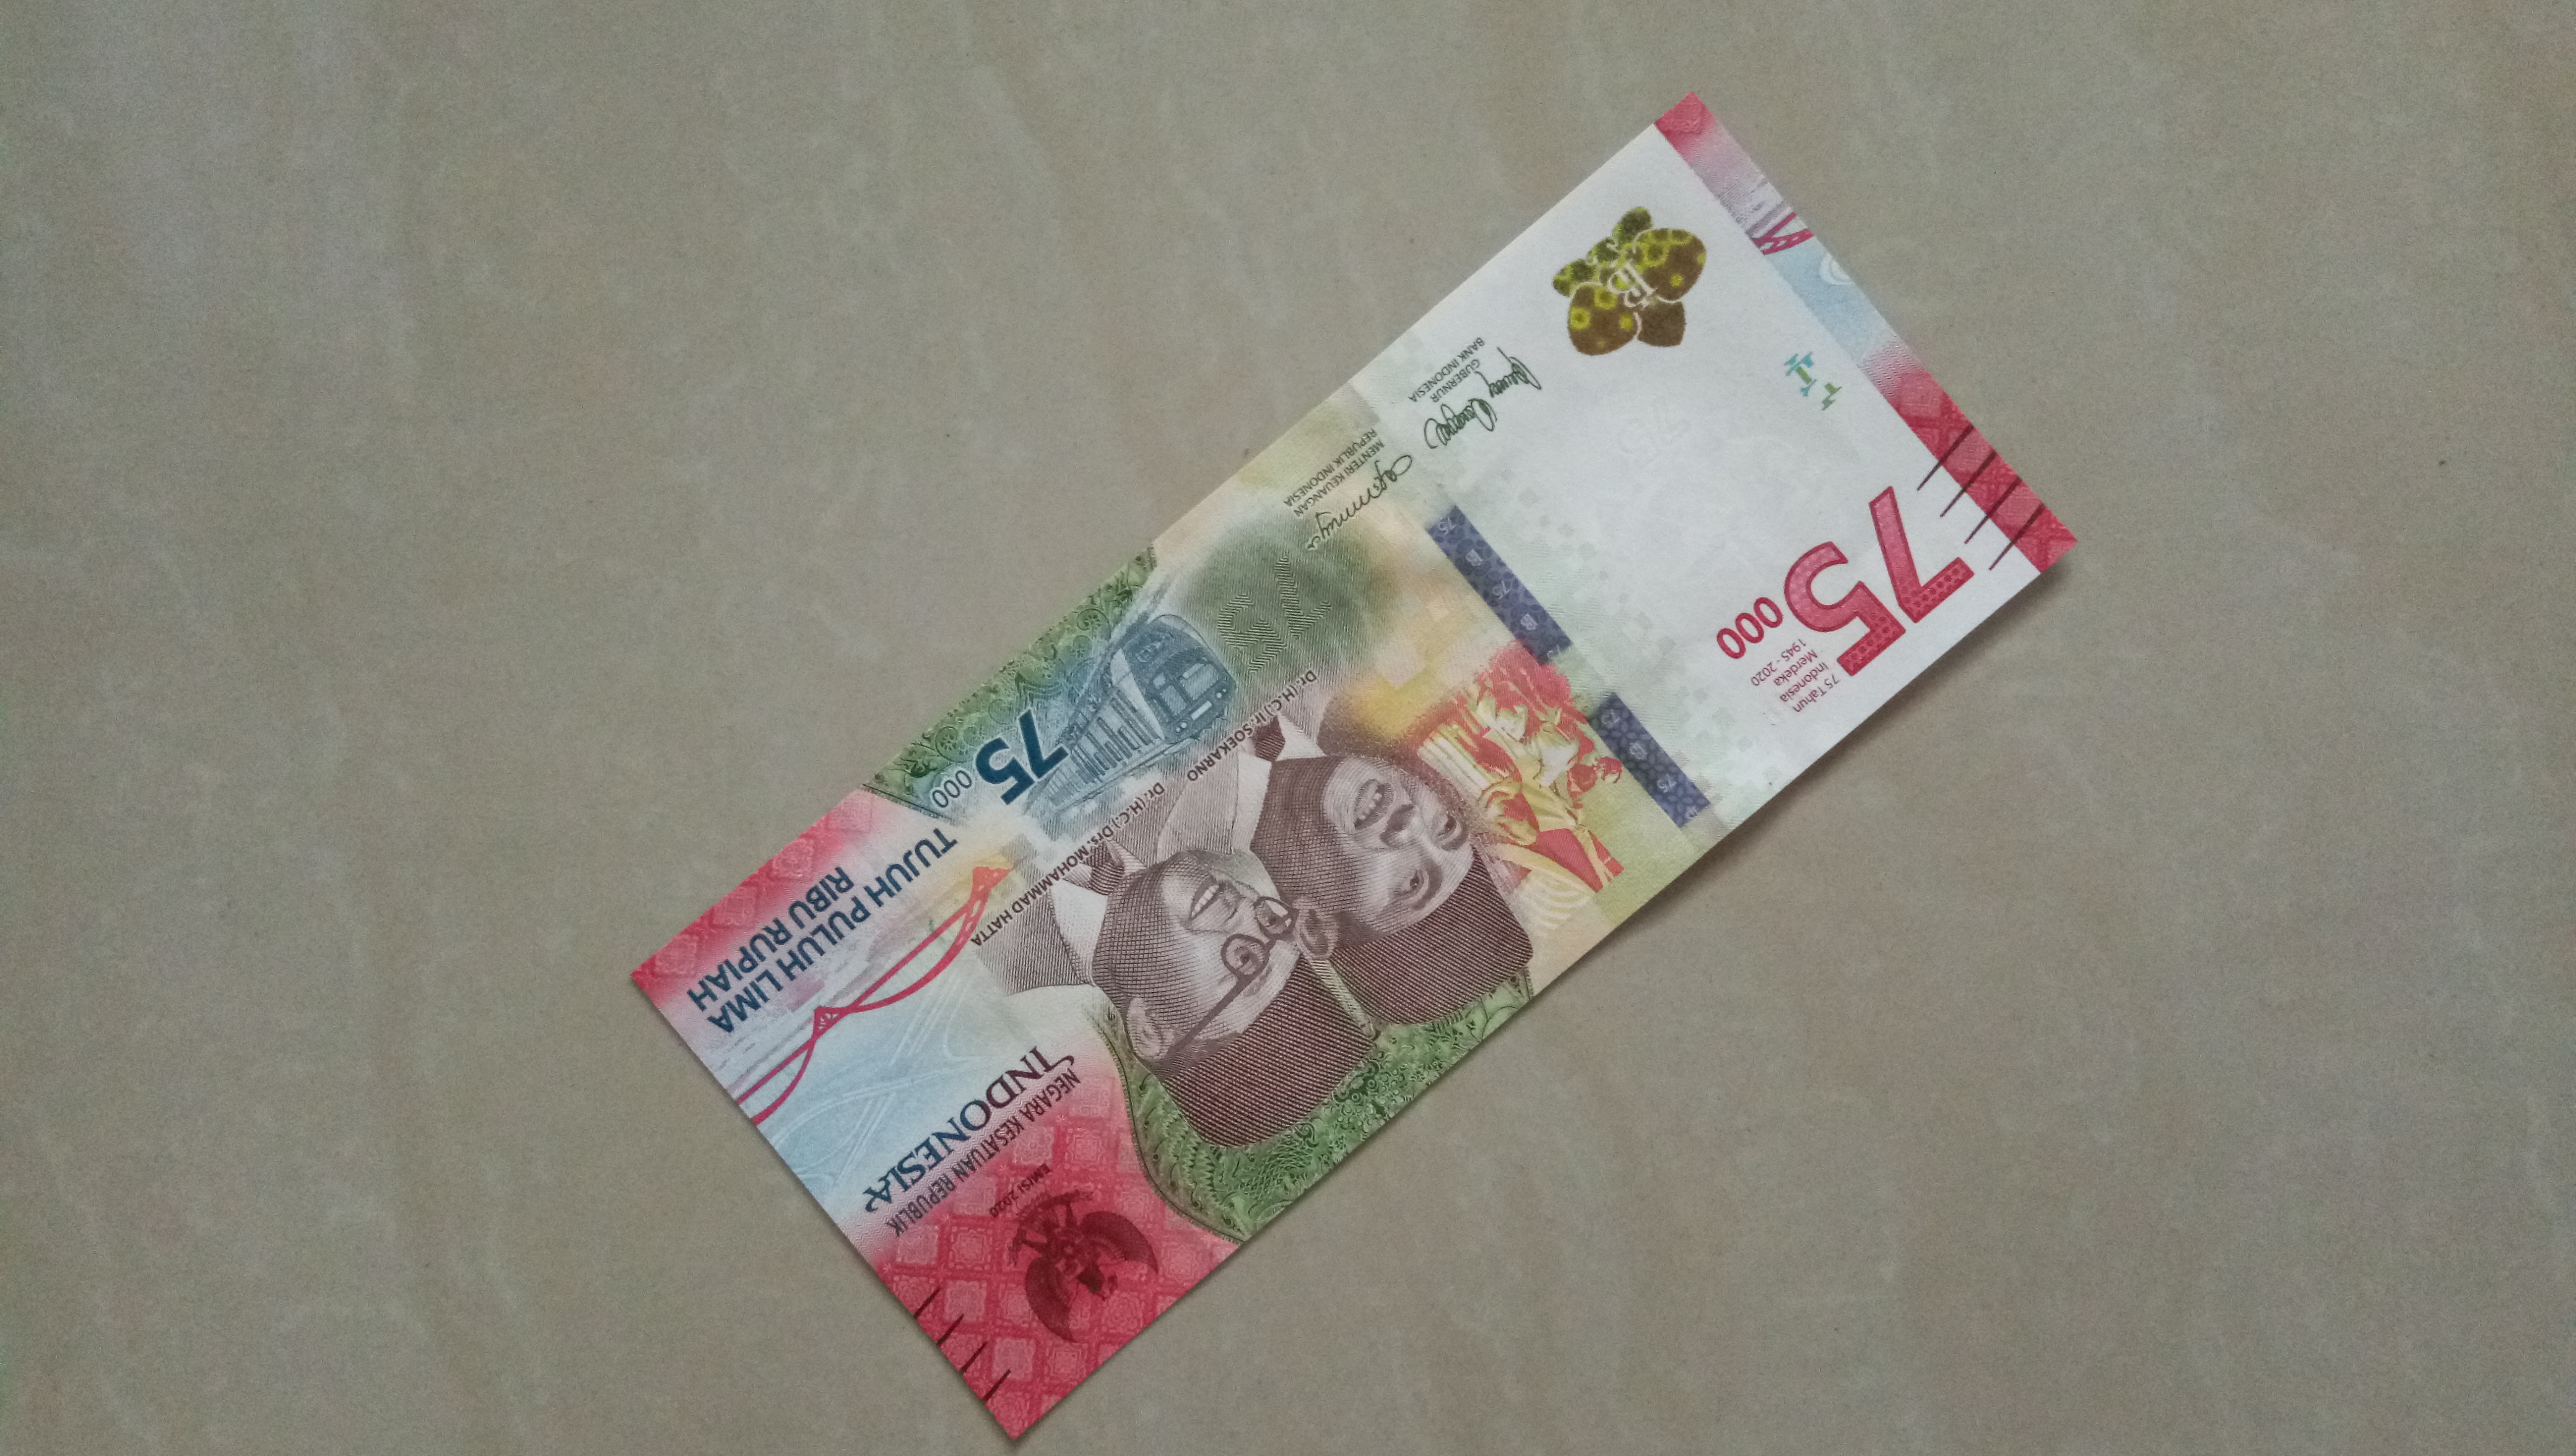 NEGARA KESATUAN REPUBLIK
INDONESIA
EMISI 2020
TUJUH PULUH LIMA
RIBU RUPIAH
75
000
Dr. (H.C.) Ir. SOEKARNO
Dr. (H.C.) Drs. MOHAMMAD HATTA
MENTERI KEUANGAN
REPUBLIK INDONESIA
GUBERNUR
BANK INDONESIA
75 Tahun
Indonesia
Merdeka
1945 - 2020
75
000